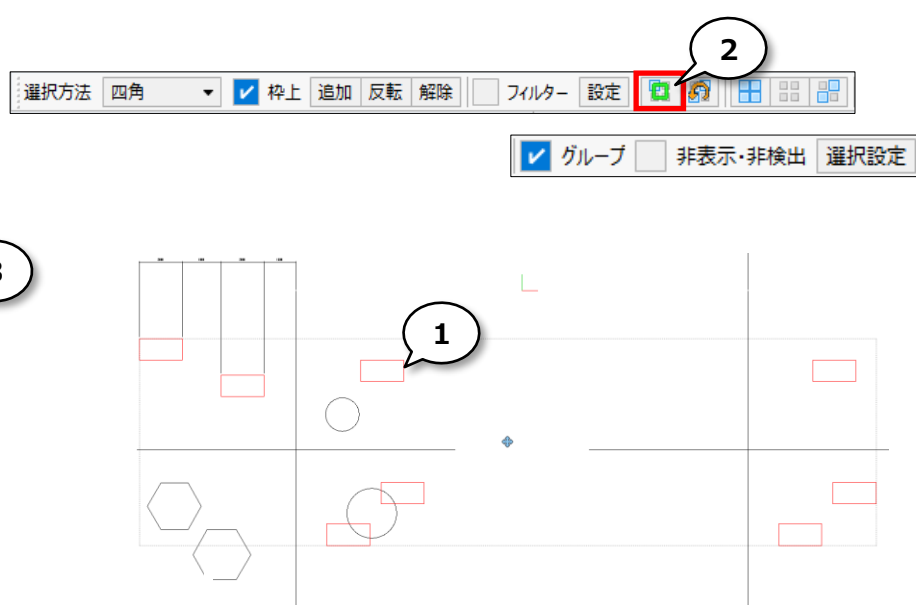 2
選択方法 四角 枠上 追加 反転 解除 フィルター 設定
グループ 非表示・非検出 選択設定
1